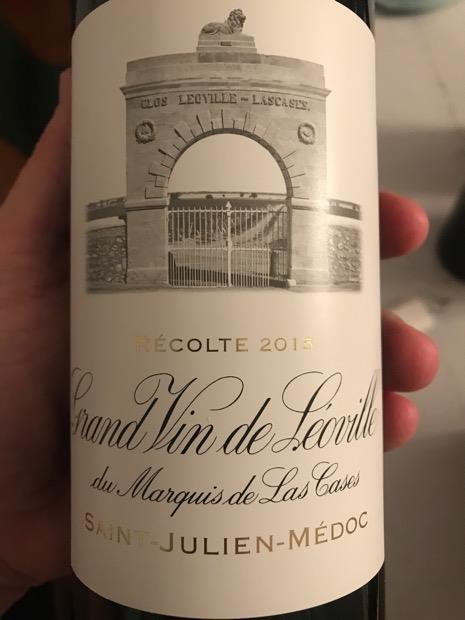 CLOS LEOVILLE-LASCASES.
RÉCOLTE 2015
Grand Vin de Léoville
du Marquis de Las Cases
SAINT-JULIEN-MÉDOC